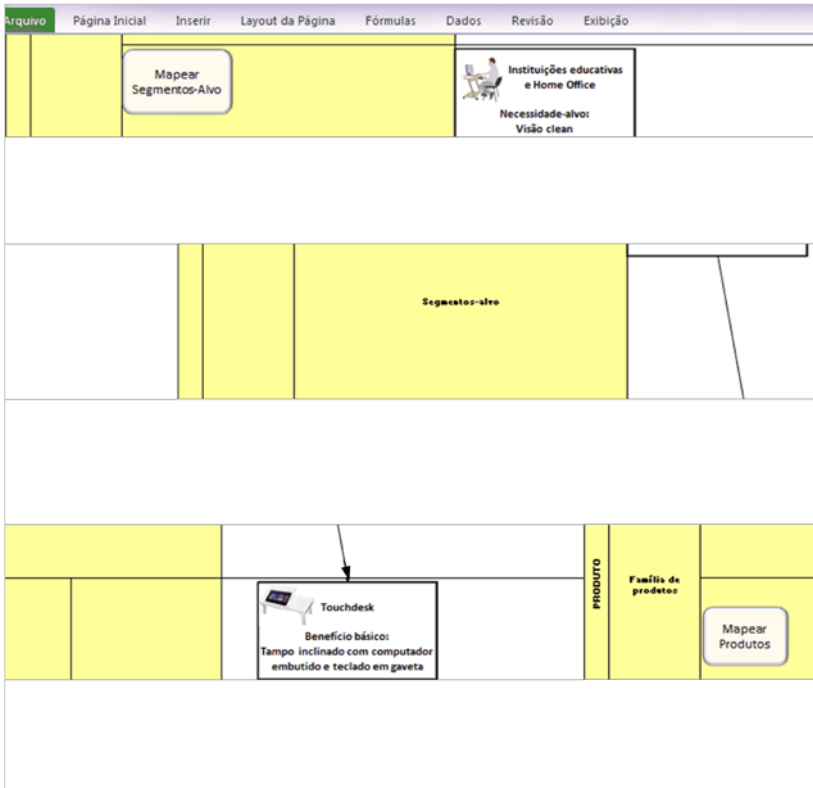 Arquivo Página Inicial Inserir Layout da Página Fórmulas Dados Revisão Exibição
Mapear
Segmentos-Alvo
Instituições educativas
e Home Office
Necessidade-alvo:
Visão clean
Segmentos-alvo
Touchdesk
Benefício básico:
Tampo inclinado com computador
embutido e teclado em gaveta
PRODUTO
Família de
produtos
Mapear
Produtos